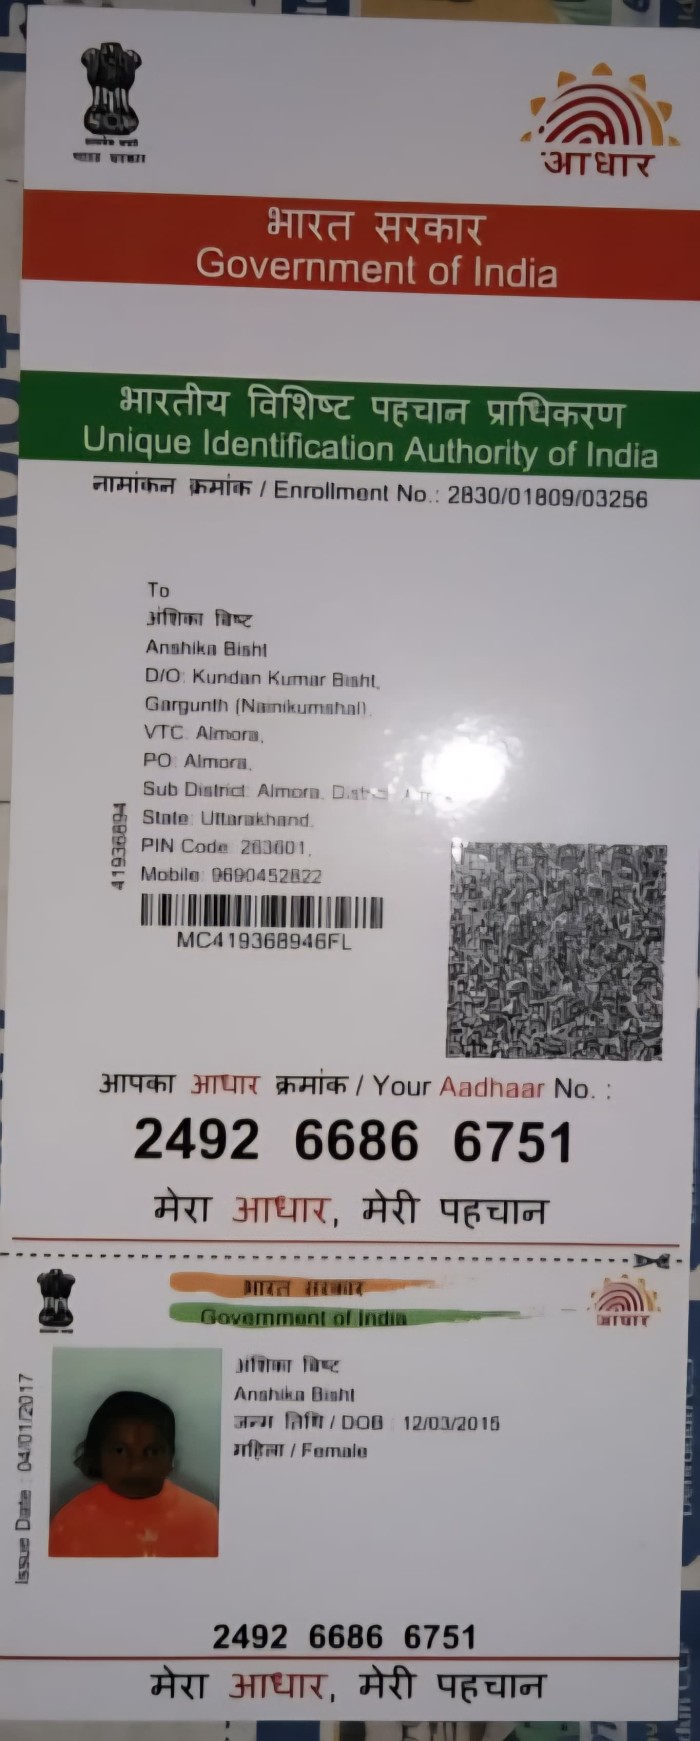 आधार
भारत सरकार
Government of India
भारतीय विशिष्ट पहचान प्राधिकरण
Unique Identification Authority of India
नामांकन क्रमांक / Enrollment No.: 2830/01809/03256
To
अंशिका बिष्ट
Anshika Bisht
D/O: Kundan Kumar Bisht,
Gargunth (Nainikumshal),
VTC: Almora,
PO: Almora,
Sub District: Almora,
State: Uttarakhand,
PIN Code: 263601,
Mobile: 9690452822
41936894
MC419368946FL
आपका आधार क्रमांक / Your Aadhaar No. :
2492 6686 6751
मेरा आधार, मेरी पहचान
भारत सरकार
Government of India
आधार
अंशिका बिष्ट
Anshika Bisht
जन्म तिथि / DOB : 12/03/2015
महिला / Female
Issue Date : 04/01/2017
2492 6686 6751
मेरा आधार, मेरी पहचान